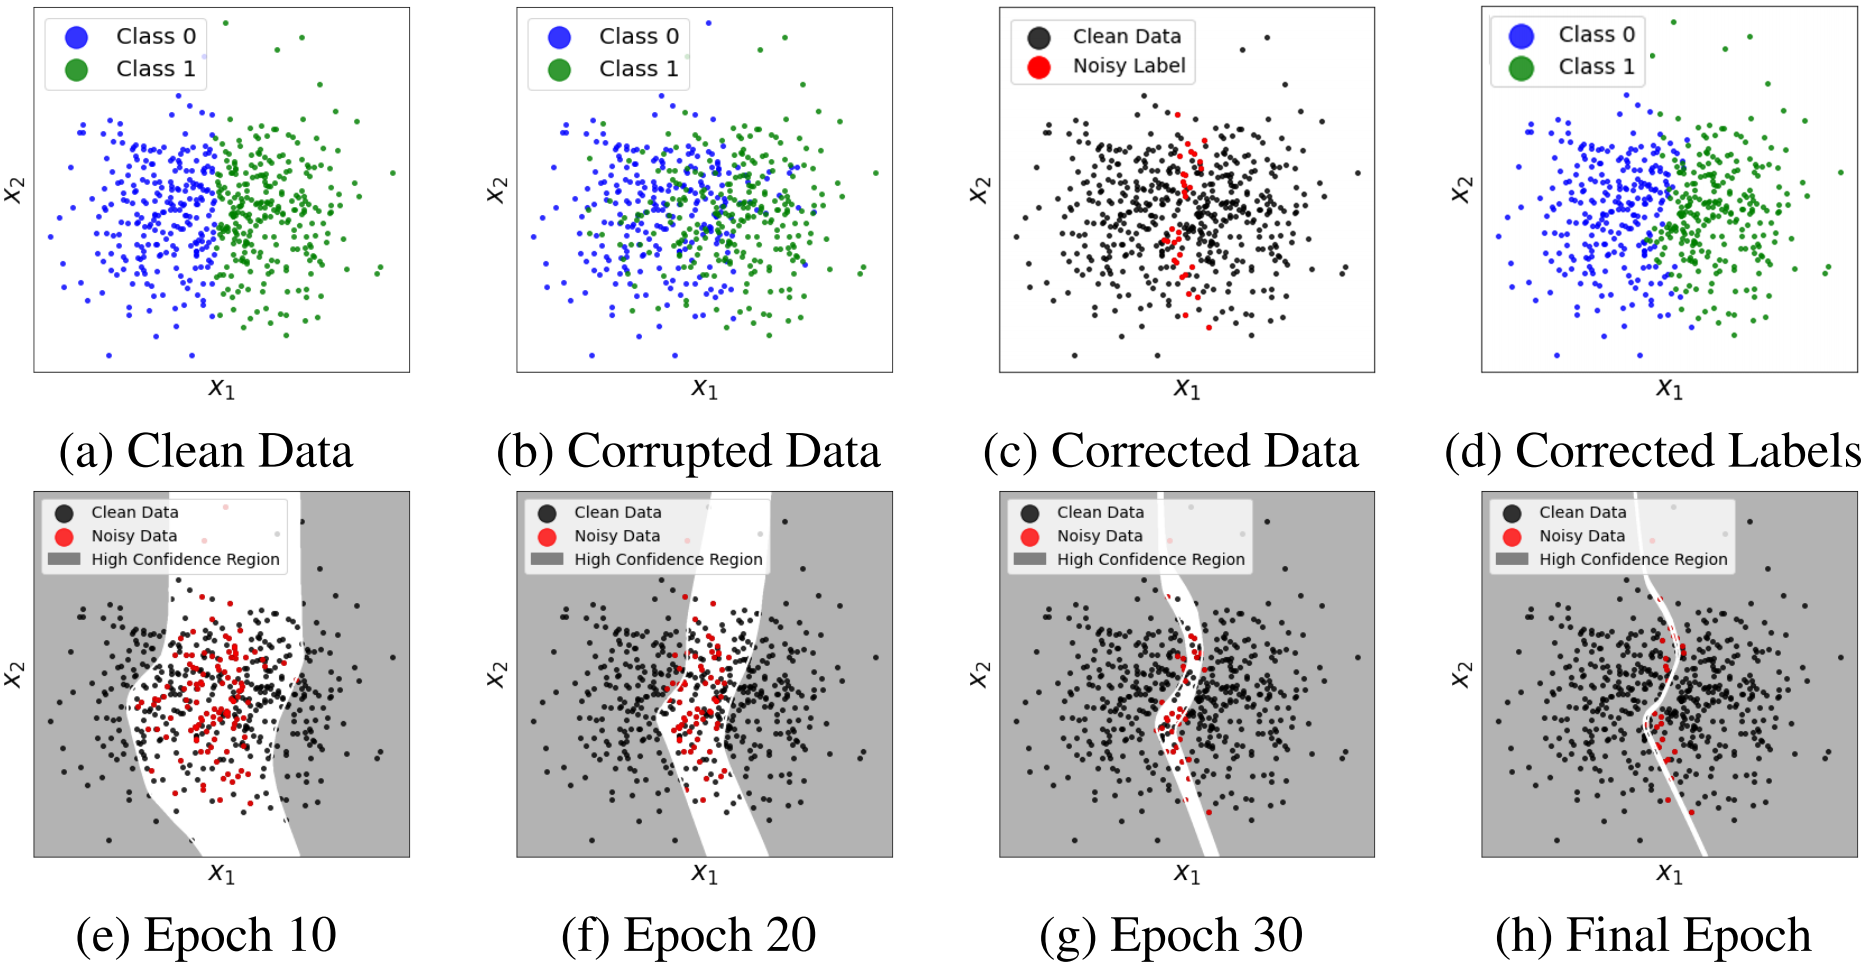 Class 0
Class 1
x2
x1
(a) Clean Data
Class 0
Class 1
x2
x1
(b) Corrupted Data
Clean Data
Noisy Label
x2
x1
(c) Corrected Data
Class 0
Class 1
x2
x1
(d) Corrected Labels
Clean Data
Noisy Data
High Confidence Region
x2
x1
(e) Epoch 10
Clean Data
Noisy Data
High Confidence Region
x2
x1
(f) Epoch 20
Clean Data
Noisy Data
High Confidence Region
x2
x1
(g) Epoch 30
Clean Data
Noisy Data
High Confidence Region
x2
x1
(h) Final Epoch